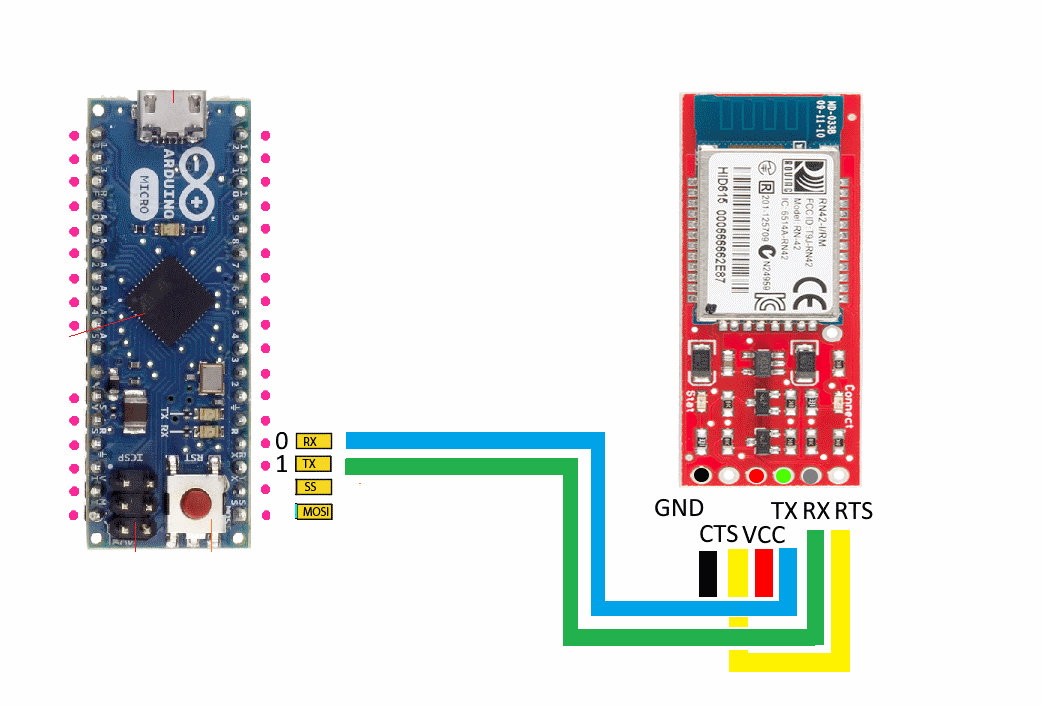 ARDUINO
MICRO
TX
RX
ICSP
RST
0 RX
1 TX
SS
MOSI
MD-0338
09-11-10
ROVING
RN42-I/RM
FCC ID: T9J-RN42
IC: 6514A-RN42
Model: RN-42
R 201-125709
N24959
CE
HID615 000666662E87
Stat
Connect
GND
CTS
VCC
TX RX RTS